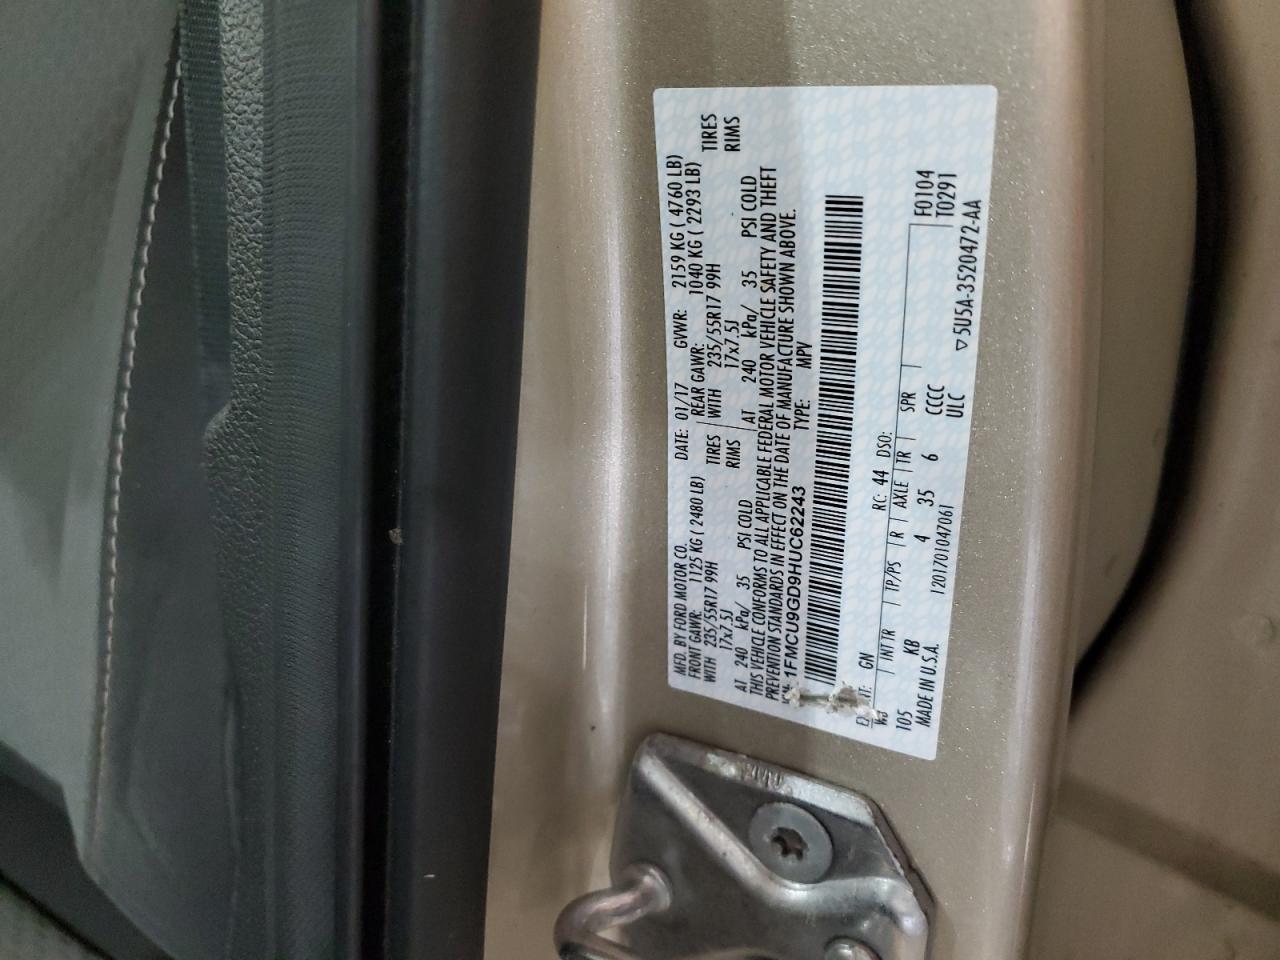 MFD. BY FORD MOTOR CO. DATE: 01/17 GVWR: 2159 KG ( 4760 LB)
FRONT GAWR: 1125 KG ( 2480 LB) REAR GAWR: 1040 KG ( 2293 LB)
WITH 235/55R17 99H TIRES WITH 235/55R17 99H TIRES
17x7.5J RIMS 17x7.5J RIMS
AT 240 kPa/ 35 PSI COLD AT 240 kPa/ 35 PSI COLD
THIS VEHICLE CONFORMS TO ALL APPLICABLE FEDERAL MOTOR VEHICLE SAFETY AND THEFT
PREVENTION STANDARDS IN EFFECT ON THE DATE OF MANUFACTURE SHOWN ABOVE.
1FMCU9GD9HUC62243 TYPE: MPV
GN RC: 44 DSO:
INT TR TP/PS R AXLE TR SPR F0104
105 KB 4 35 6 CCCC T0291
MADE IN U.S.A. 1201701047061 ULC ▽5U5A-3520472-AA